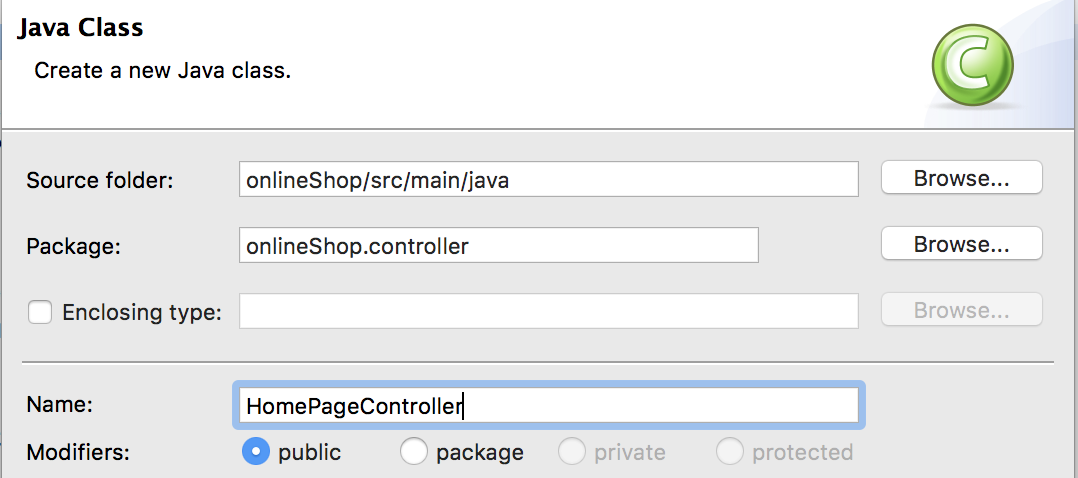 Java Class
Create a new Java class.
C
Source folder: onlineShop/src/main/java Browse...
Package: onlineShop.controller Browse...
Enclosing type: Browse...
Name: HomePageController
Modifiers: public package private protected